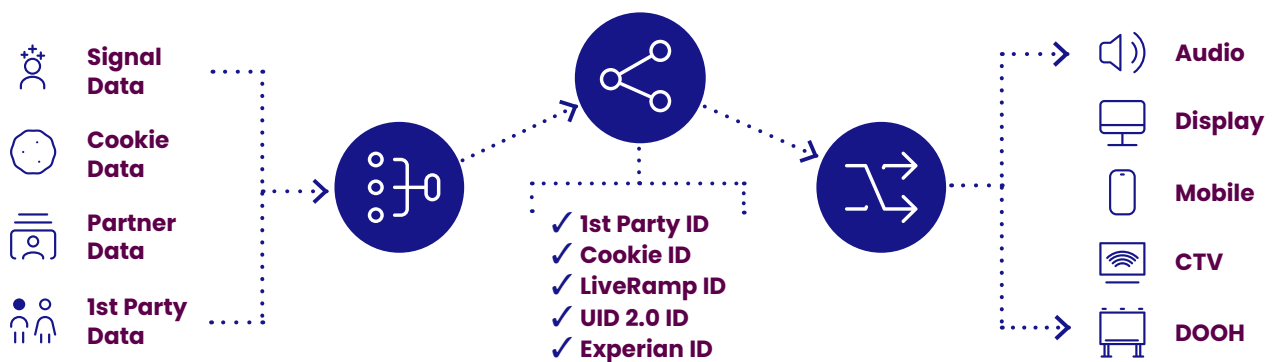 Signal
Data
Cookie
Data
Partner
Data
1st Party
Data
✓ 1st Party ID
✓ Cookie ID
✓ LiveRamp ID
✓ UID 2.0 ID
✓ Experian ID
Audio
Display
Mobile
CTV
DOOH